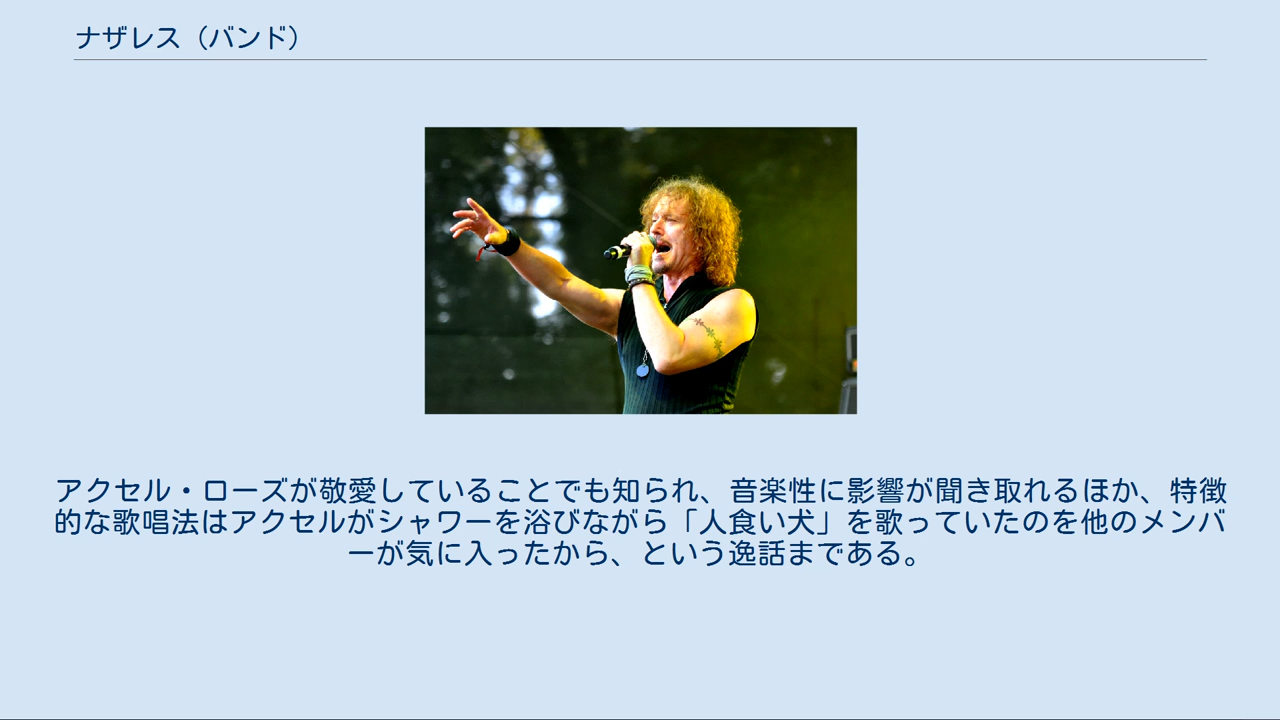 ナザレス（バンド）
アクセル・ローズが敬愛していることでも知られ、音楽性に影響が聞き取れるほか、特徴
的な歌唱法はアクセルがシャワーを浴びながら「人食い犬」を歌っていたのを他のメンバ
ーが気に入ったから、という逸話まである。